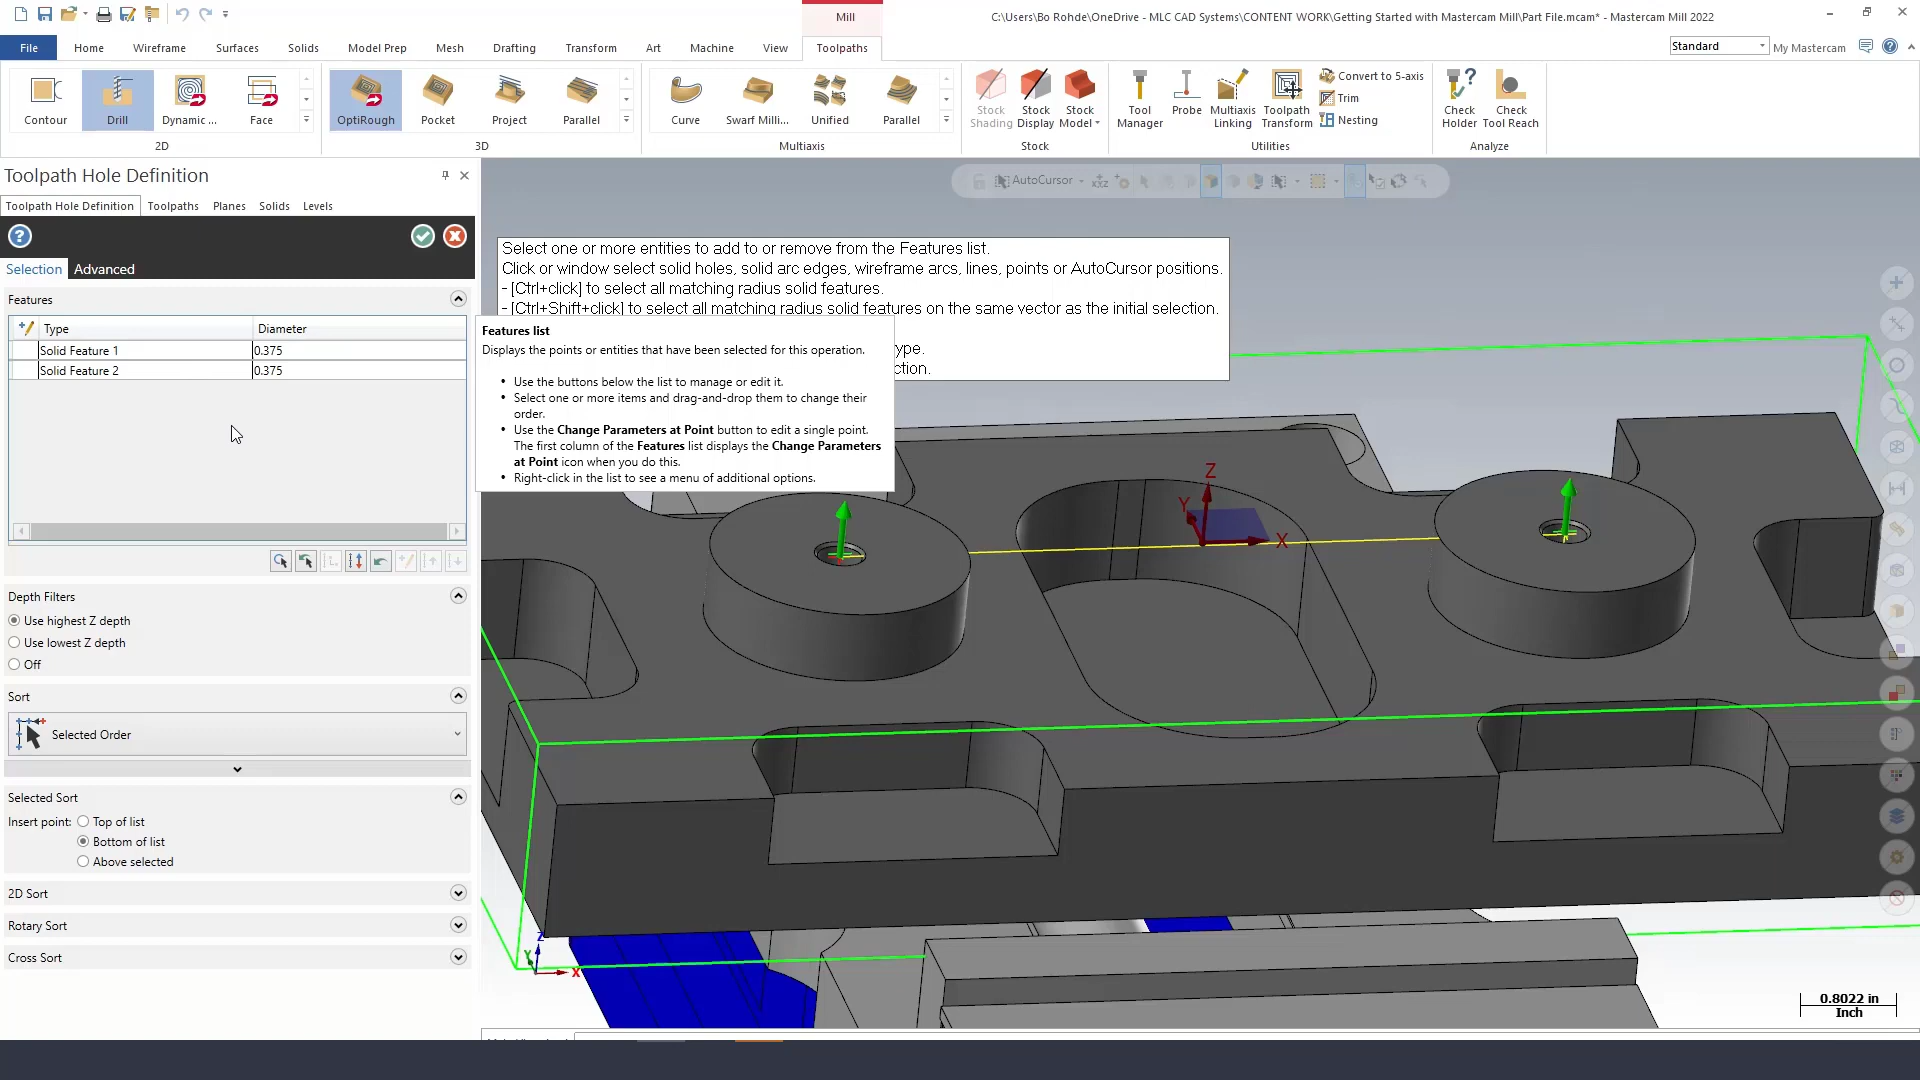 Mill
C:\Users\Bo Rohde\OneDrive - MLC CAD Systems\CONTENT WORK\Getting Started with Mastercam Mill\Part File.mcam* - Mastercam Mill 2022
File Home Wireframe Surfaces Solids Model Prep Mesh Drafting Transform Art Machine View Toolpaths
Standard My Mastercam
Contour Drill Dynamic ... Face
OptiRough Pocket Project Parallel
Curve Swarf Milli... Unified Parallel
Stock Shading Stock Display Stock Model
Tool Manager Probe Multiaxis Linking Toolpath Transform
Convert to 5-axis
Trim
Nesting
Check Holder Check Tool Reach
2D 3D Multiaxis Stock Utilities Analyze
Toolpath Hole Definition
Toolpath Hole Definition Toolpaths Planes Solids Levels
AutoCursor
Selection Advanced
Features
Type Diameter
Solid Feature 1 0.375
Solid Feature 2 0.375
Select one or more entities to add to or remove from the Features list.
Click or window select solid holes, solid arc edges, wireframe arcs, lines, points or AutoCursor positions.
- [Ctrl+click] to select all matching radius solid features.
- [Ctrl+Shift+click] to select all matching radius solid features on the same vector as the initial selection.
ype.
ction.
Features list
Displays the points or entities that have been selected for this operation.
• Use the buttons below the list to manage or edit it.
• Select one or more items and drag-and-drop them to change their
order.
• Use the Change Parameters at Point button to edit a single point.
The first column of the Features list displays the Change Parameters
at Point icon when you do this.
• Right-click in the list to see a menu of additional options.
Z
Y
X
Depth Filters
Use highest Z depth
Use lowest Z depth
Off
Sort
Selected Order
Selected Sort
Insert point: Top of list
Bottom of list
Above selected
2D Sort
Rotary Sort
Cross Sort
Z
Y
X
0.8022 in
Inch